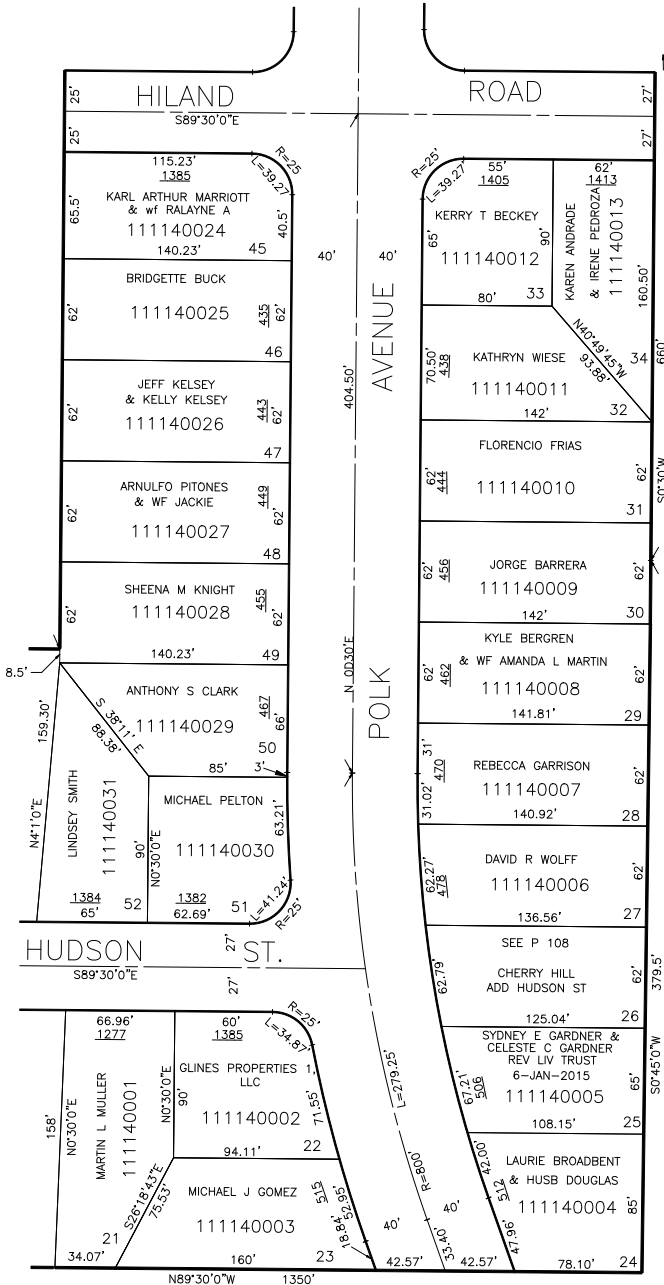 HILAND ROAD
25'
25'
S89°30'0"E
27'
27'
115.23'
1385
R=25
L=39.27'
KARL ARTHUR MARRIOTT
& wf RALAYNE A
111140024
65.5'
40.5'
140.23'
45
BRIDGETTE BUCK
111140025
62'
435
62'
46
JEFF KELSEY
& KELLY KELSEY
111140026
62'
443
62'
47
ARNULFO PITONES
& WF JACKIE
111140027
62'
449
62'
48
SHEENA M KNIGHT
111140028
62'
455
62'
140.23'
49
8.5'
ANTHONY S CLARK
111140029
467
66'
50
S 38°11' E
88.38'
85'
3'
159.30'
N4°1'0"E
LINDSEY SMITH
111140031
90'
N0°30'0"E
1384
65'
52
MICHAEL PELTON
111140030
63.21'
1382
62.69'
51
L=41.24'
R=25'
40'
40'
AVENUE
404.50'
N 0D30'E
POLK
R=25'
L=39.27'
55'
1405
KERRY T BECKEY
111140012
65'
90'
80'
33
62'
1413
KAREN ANDRADE
& IRENE PEDROZA
111140013
160.50'
N40°49'45"W
93.88'
34
660'
KATHRYN WIESE
111140011
70.50'
438
142'
32
S0°30'W
FLORENCIO FRIAS
111140010
62'
444
62'
31
JORGE BARRERA
111140009
62'
456
62'
142'
30
KYLE BERGREN
& WF AMANDA L MARTIN
111140008
62'
462
62'
141.81'
29
REBECCA GARRISON
111140007
31'
470
31.02'
62'
140.92'
28
DAVID R WOLFF
111140006
62.27'
478
62'
136.56'
27
SEE P 108
CHERRY HILL
ADD HUDSON ST
62.79'
62'
125.04'
26
379.5'
S0°45'0"W
SYDNEY E GARDNER &
CELESTE C GARDNER
REV LIV TRUST
6-JAN-2015
111140005
67.21'
506
65'
108.15'
25
LAURIE BROADBENT
& HUSB DOUGLAS
111140004
42.00'
512
47.96'
85'
78.10'
24
HUDSON ST.
27'
27'
S89°30'0"E
66.96'
1277
158'
N0°30'0"E
MARTIN L MULLER
111140001
N0°30'0"E
90'
S26°18'43"E
75.53'
21
34.07'
60'
1385
R=25'
L=34.87'
GLINES PROPERTIES 1,
LLC
111140002
71.55'
94.11'
22
MICHAEL J GOMEZ
111140003
515
52.95'
18.84'
160'
23
L=279.25'
R=800'
40'
40'
33.40'
42.57'
42.57'
N89°30'0"W
1350'